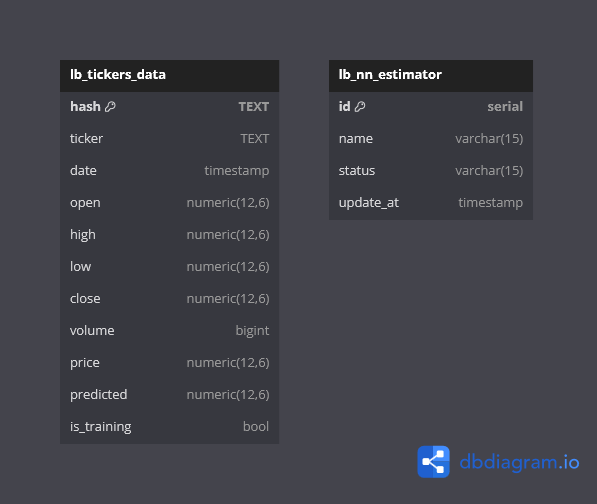 lb_tickers_data
hash TEXT
ticker TEXT
date timestamp
open numeric(12,6)
high numeric(12,6)
low numeric(12,6)
close numeric(12,6)
volume bigint
price numeric(12,6)
predicted numeric(12,6)
is_training bool
lb_nn_estimator
id serial
name varchar(15)
status varchar(15)
update_at timestamp
dbdiagram.io